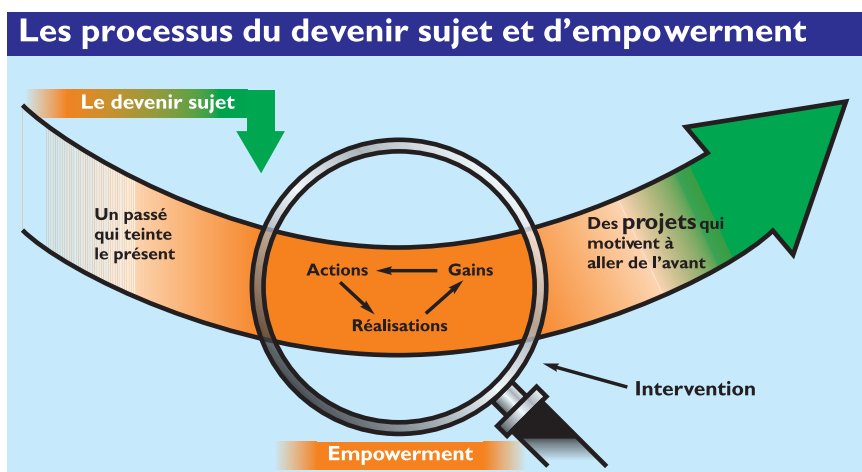 Les processus du devenir sujet et d’empowerment
Le devenir sujet
Un passé
qui teinte
le présent
Actions
Gains
Réalisations
Des projets qui
motivent à
aller de l’avant
Intervention
Empowerment